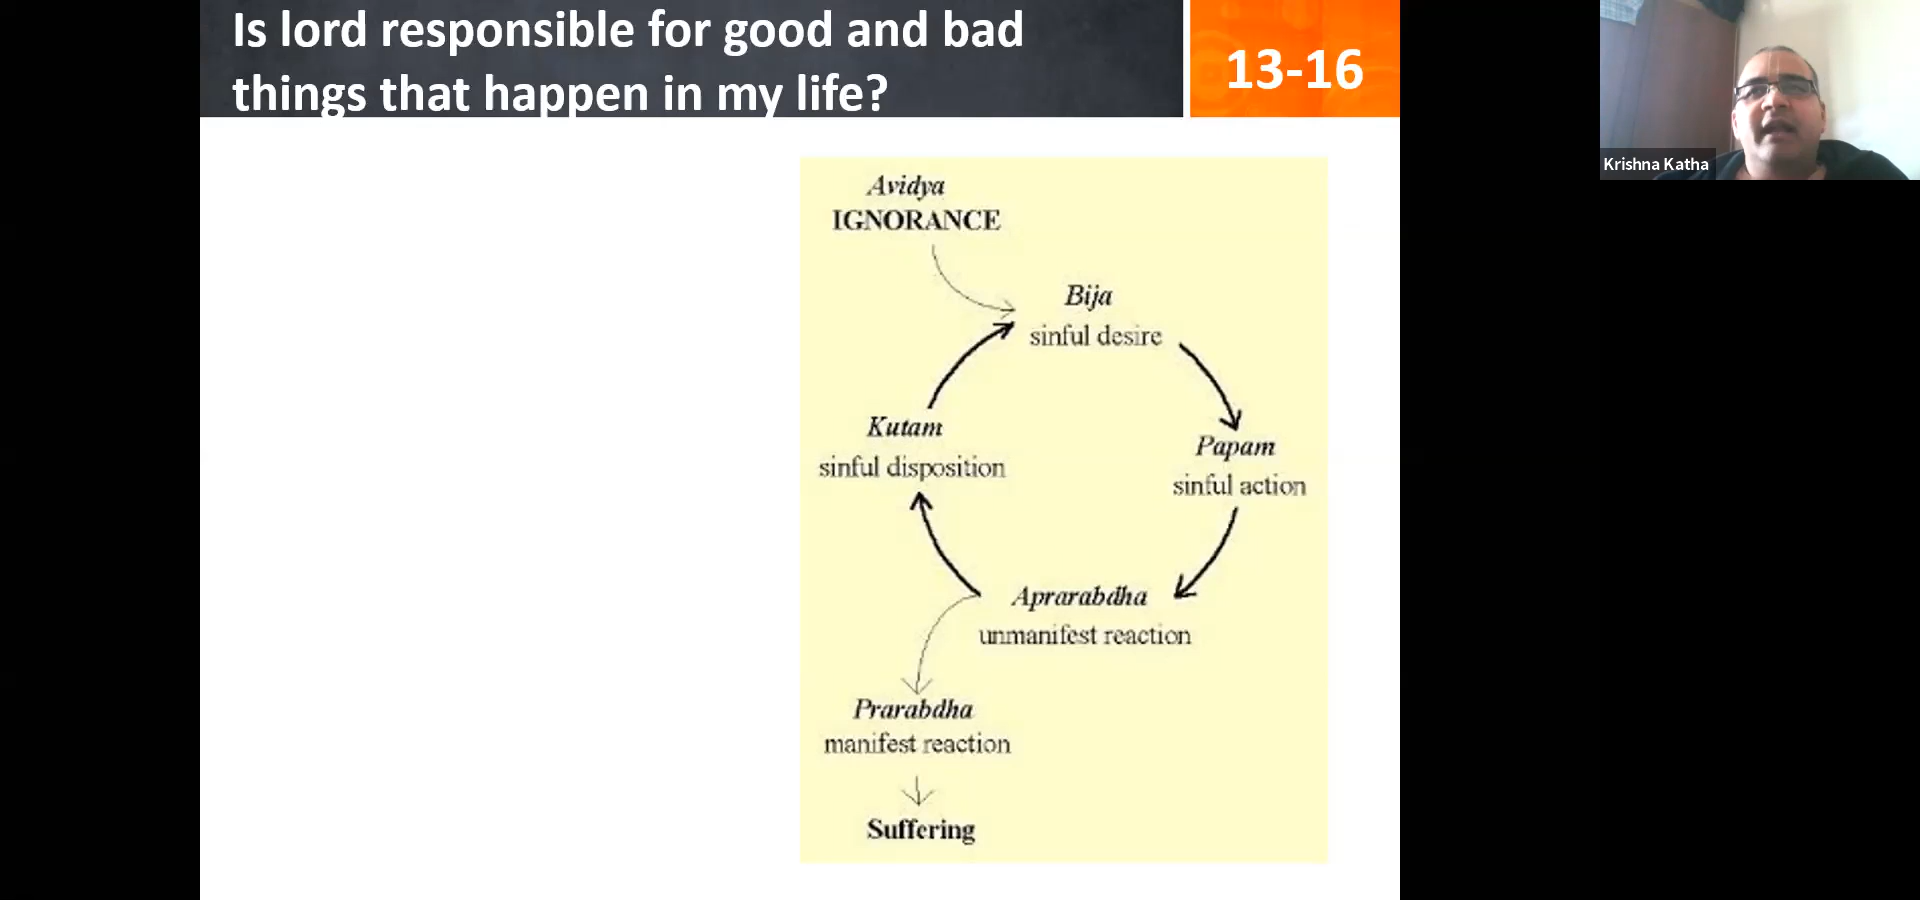 Is lord responsible for good and bad
things that happen in my life?
13-16
Krishna Katha
Avidya
IGNORANCE
Bija
sinful desire
Kutam
sinful disposition
Papam
sinful action
Aprarabdha
unmanifest reaction
Prarabdha
manifest reaction
Suffering